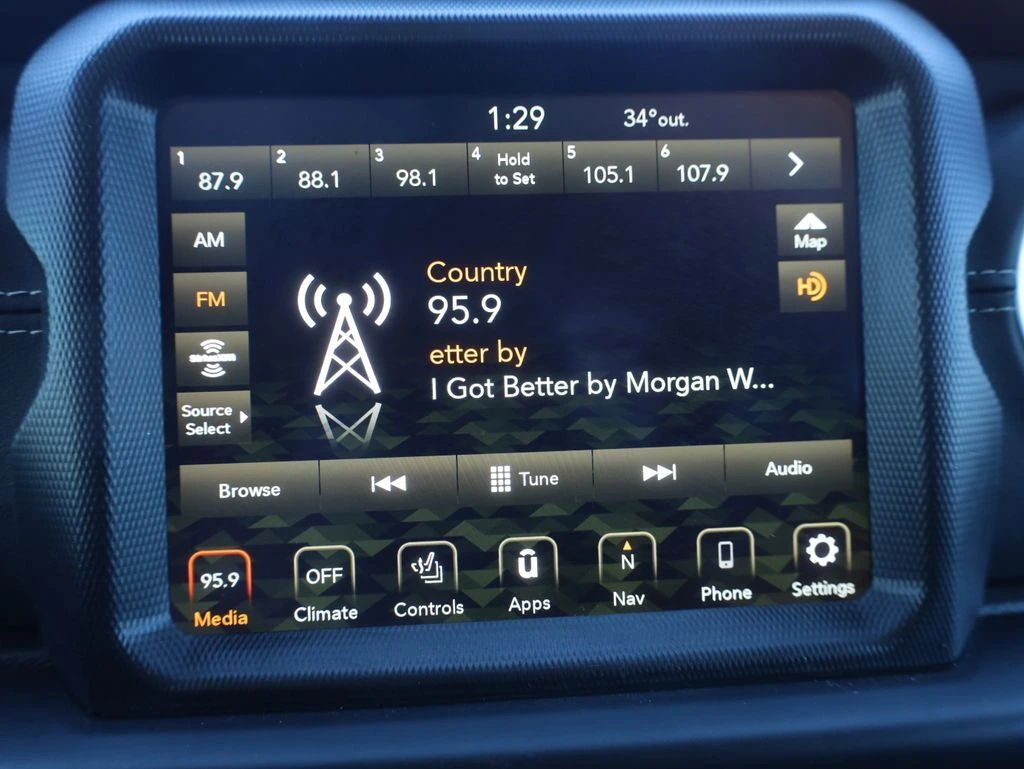 1:29 34°out.
1 87.9 2 88.1 3 98.1 4 Hold to Set 5 105.1 6 107.9
AM
Map
FM
HD
Country
95.9
etter by
I Got Better by Morgan W...
SiriusXM
Source
Select
Browse Tune Audio
95.9 OFF û N
Media Climate Controls Apps Nav Phone Settings